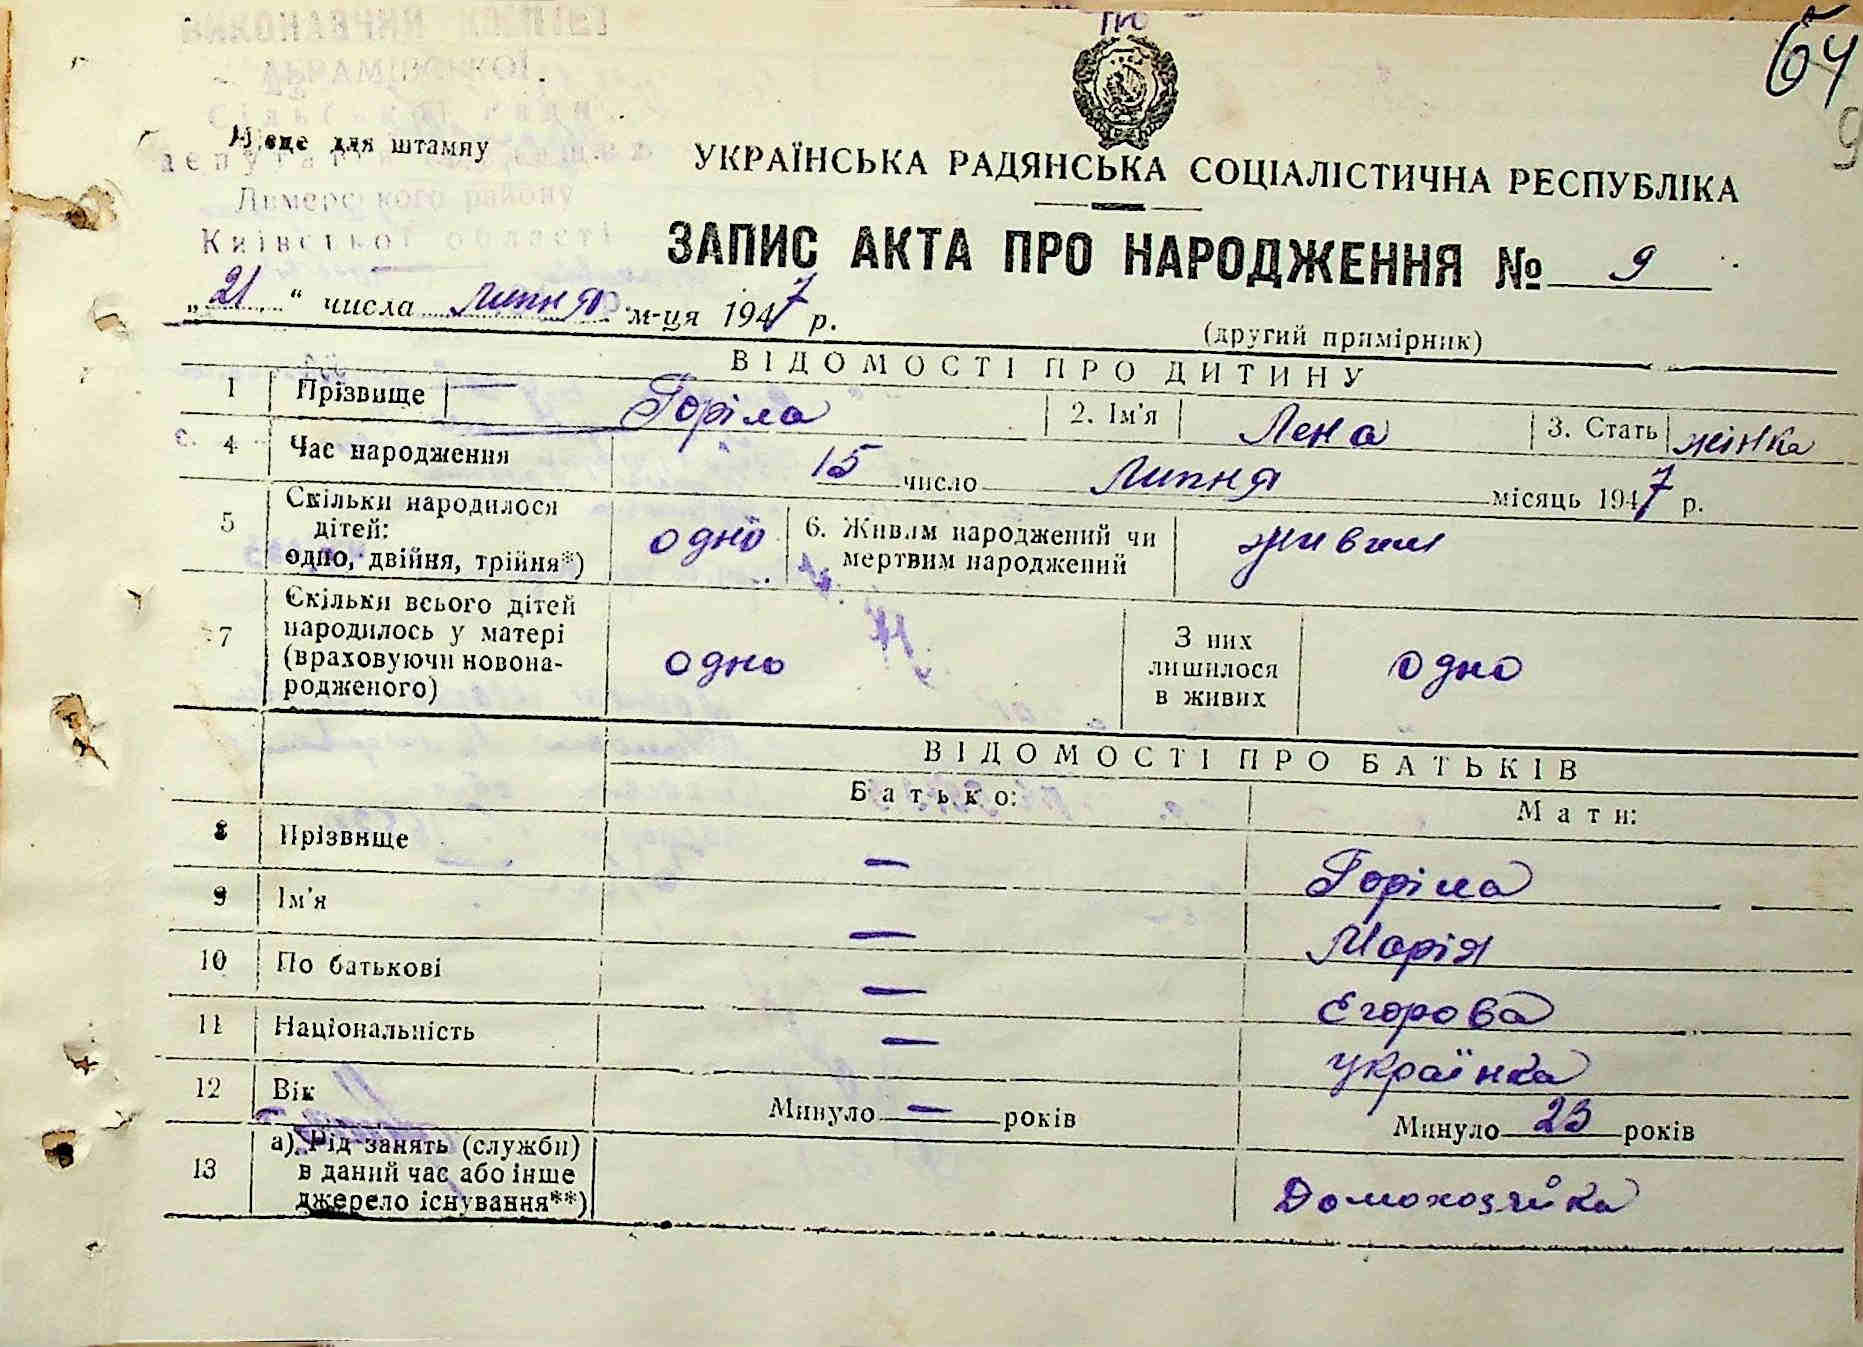 64
9
Місце для штампу
ВИКОНАВЧИЙ КОМІТЕТ
АБРАМІВСЬКОЇ
Сільської ради
депутатів трудящих
Димерського району
Київської області
УКРАЇНСЬКА РАДЯНСЬКА СОЦІАЛІСТИЧНА РЕСПУБЛІКА
ЗАПИС АКТА ПРО НАРОДЖЕННЯ № 9
„21“ числа липня м-ця 1947 р.
(другий примірник)
ВІДОМОСТІ ПРО ДИТИНУ
1 Прізвище Горіла 2. Ім'я Лена 3. Стать жінка
4 Час народження 15 число липня місяць 1947 р.
5 Скільки народилося дітей: одно, двійня, трійня*) одно 6. Живим народжений чи мертвим народжений живим
7 Скільки всього дітей народилось у матері (враховуючи новонародженого) одно З них лишилося в живих одно
ВІДОМОСТІ ПРО БАТЬКІВ
Батько: Мати:
8 Прізвище — Горіла
9 Ім'я — Марія
10 По батькові — Егорова
11 Національність — українка
12 Вік Минуло — років Минуло 23 років
13 а) Рід занять (служби) в даний час або інше джерело існування**) Домохозяйка